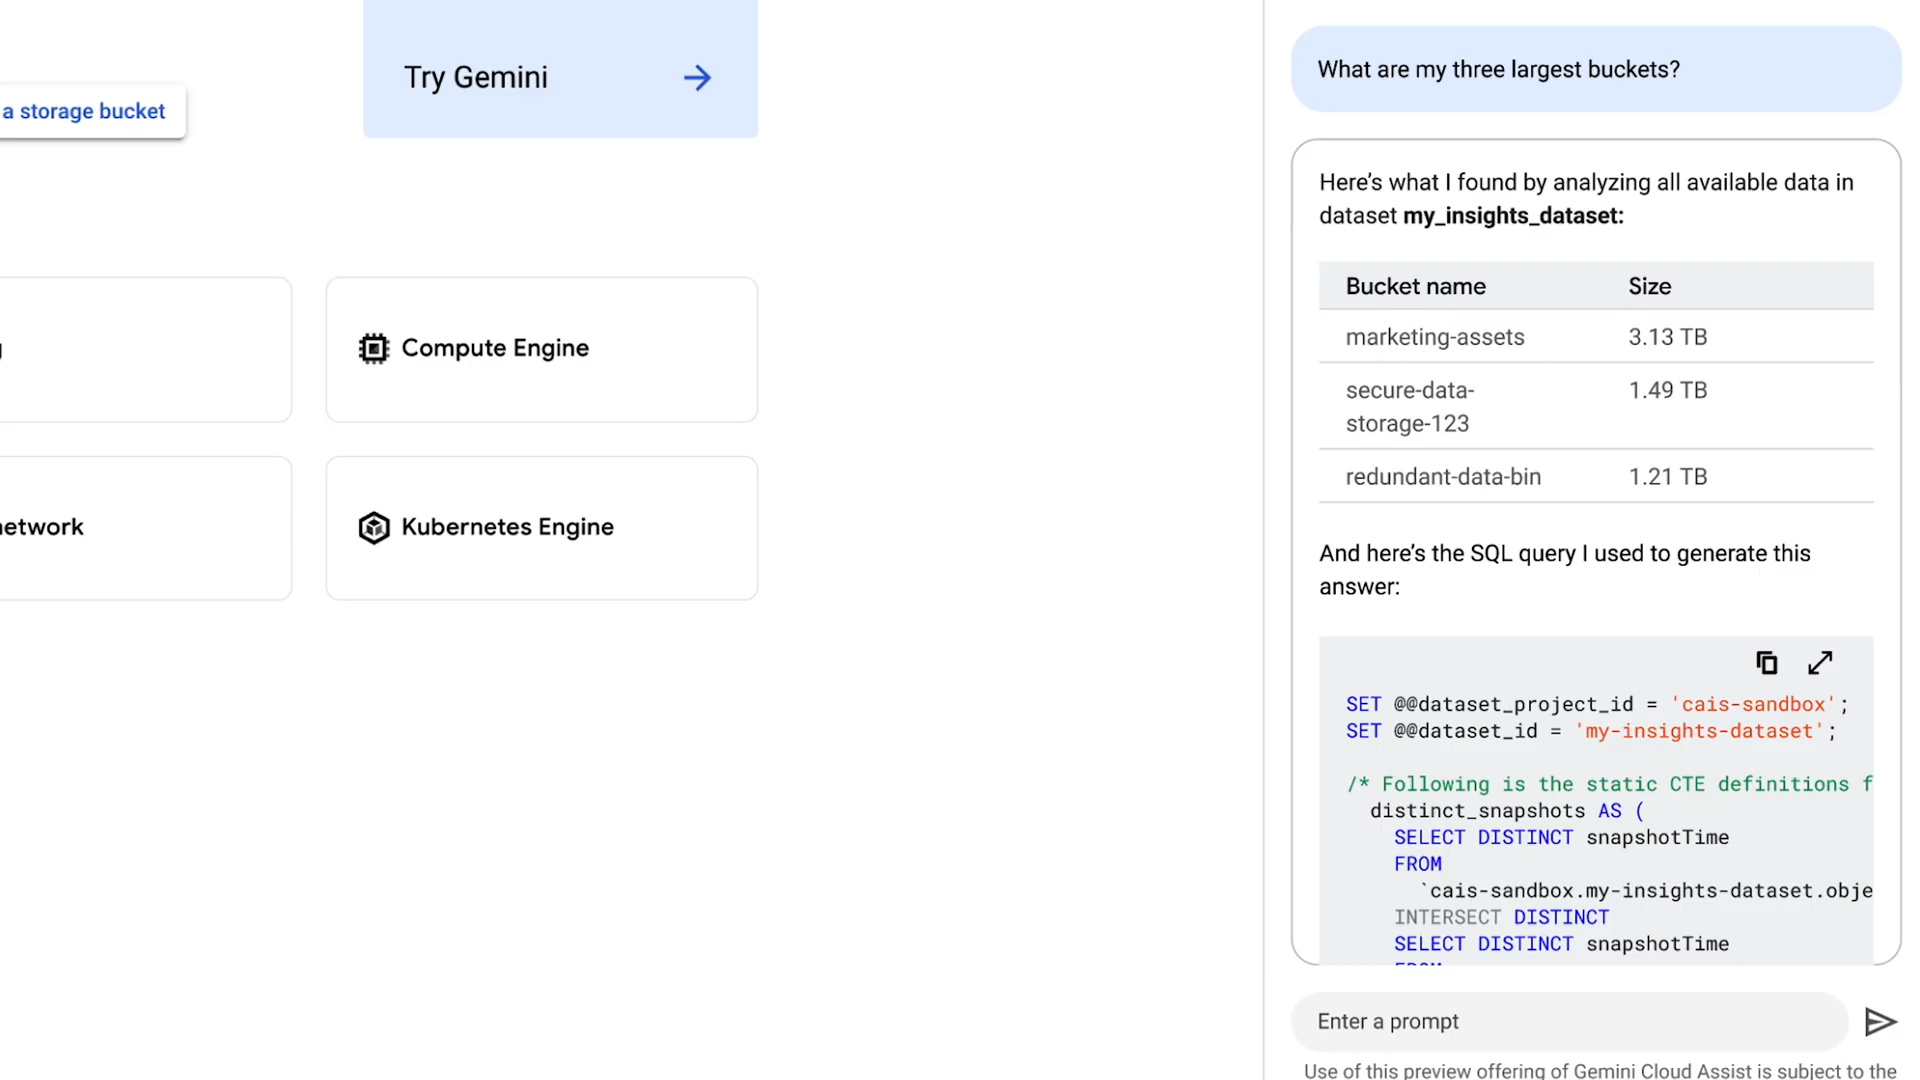 Try Gemini
a storage bucket
Compute Engine
network
Kubernetes Engine
What are my three largest buckets?
Here’s what I found by analyzing all available data in
dataset my_insights_dataset:
Bucket name Size
marketing-assets 3.13 TB
secure-data- 1.49 TB
storage-123
redundant-data-bin 1.21 TB
And here’s the SQL query I used to generate this
answer:
SET @@dataset_project_id = 'cais-sandbox';
SET @@dataset_id = 'my-insights-dataset';
/* Following is the static CTE definitions f
distinct_snapshots AS (
SELECT DISTINCT snapshotTime
FROM
`cais-sandbox.my-insights-dataset.obje
INTERSECT DISTINCT
SELECT DISTINCT snapshotTime
FROM
Enter a prompt
Use of this preview offering of Gemini Cloud Assist is subject to the